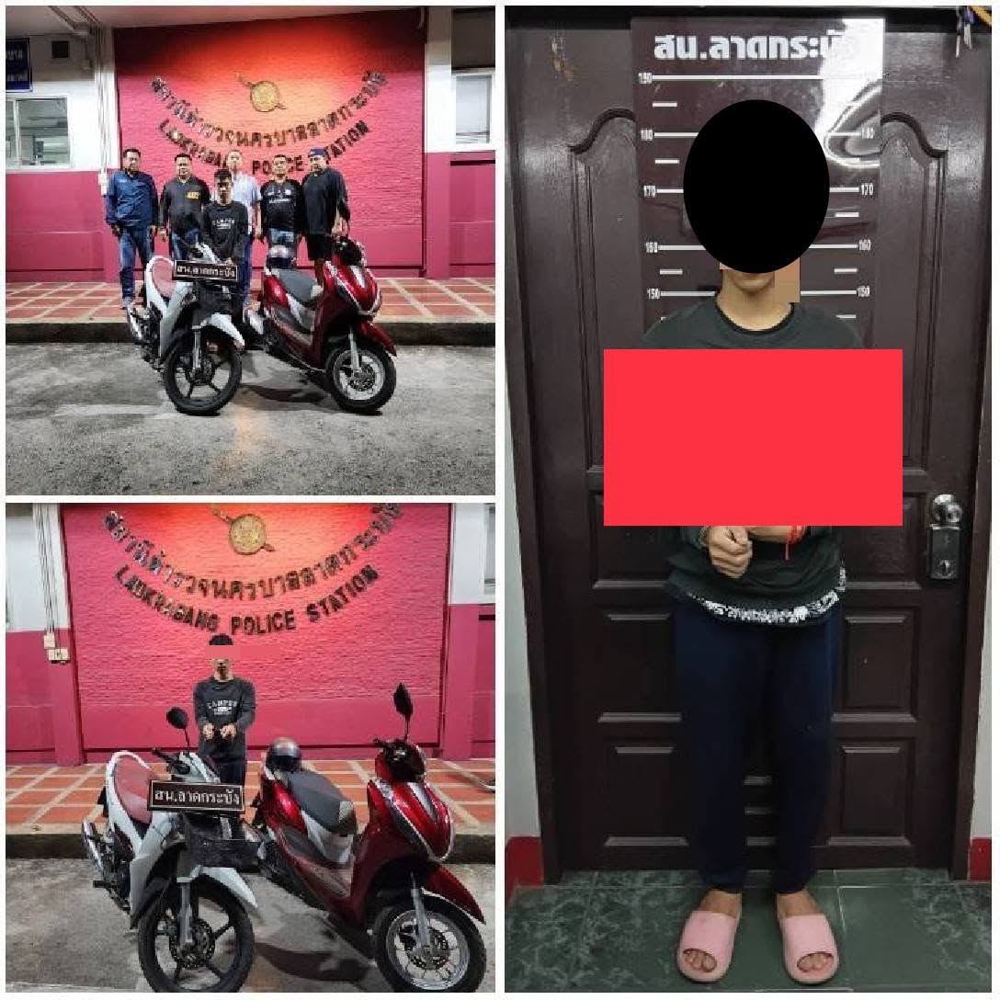 สถานีตำรวจนครบาลลาดกระบัง
LADKRABANG POLICE STATION
สน.ลาดกระบัง
สถานีตำรวจนครบาลลาดกระบัง
LADKRABANG POLICE STATION
CAMPUS
สน.ลาดกระบัง
สน.ลาดกระบัง
190
180 180
170 170
160 160
150 150